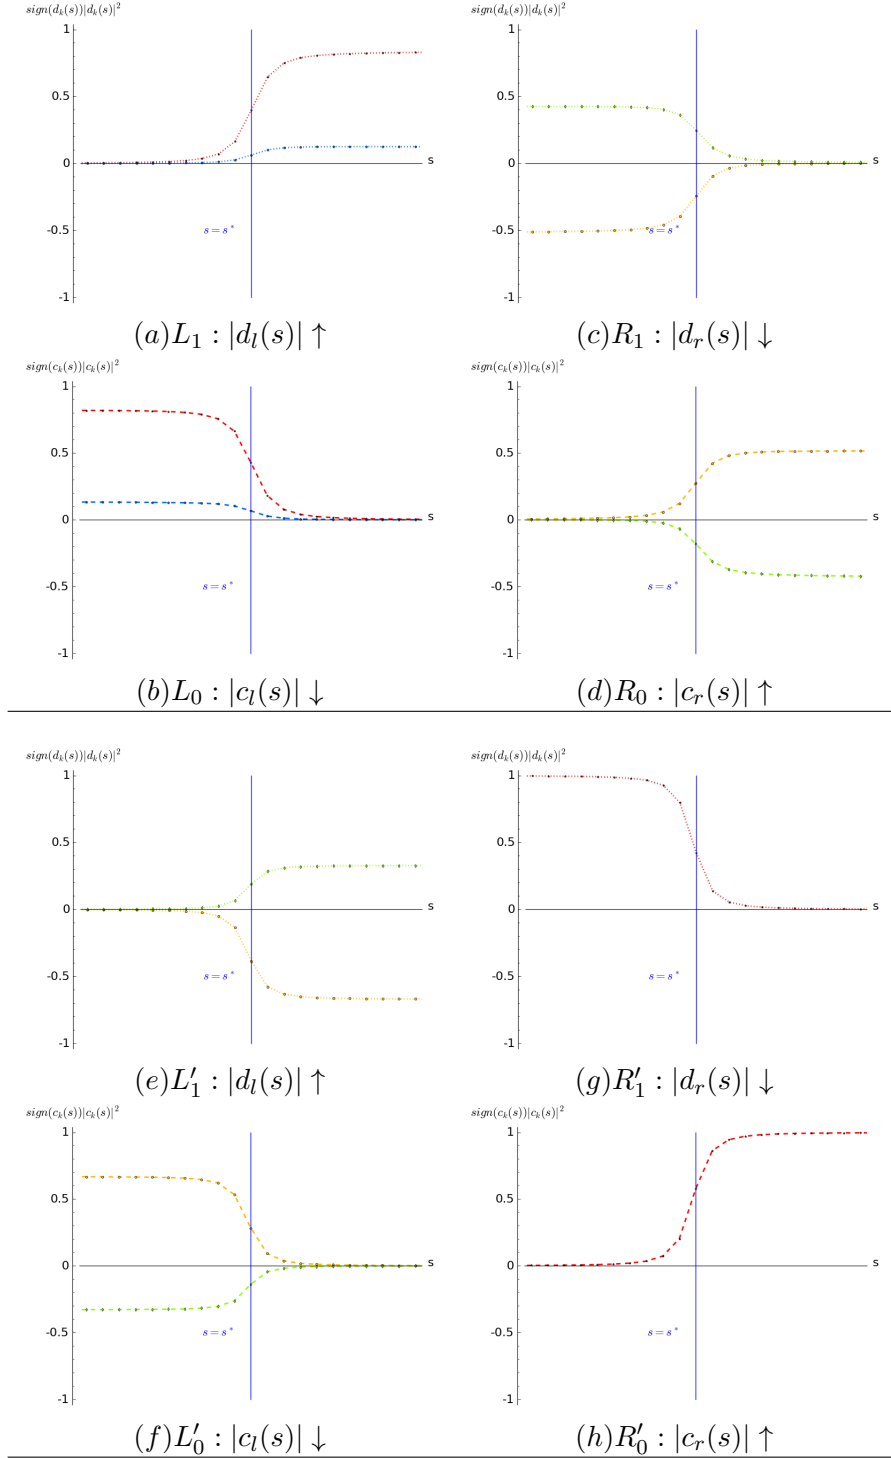 sign(d_k(s))|d_k(s)|^2
1
0.5
0
-0.5
-1
s
s = s^*
(a)L_1 : |d_l(s)| ↑
sign(d_k(s))|d_k(s)|^2
1
0.5
0
-0.5
-1
s
s = s^*
(c)R_1 : |d_r(s)| ↓
sign(c_k(s))|c_k(s)|^2
1
0.5
0
-0.5
-1
s
s = s^*
(b)L_0 : |c_l(s)| ↓
sign(c_k(s))|c_k(s)|^2
1
0.5
0
-0.5
-1
s
s = s^*
(d)R_0 : |c_r(s)| ↑
sign(d_k(s))|d_k(s)|^2
1
0.5
0
-0.5
-1
s
s = s^*
(e)L'_1 : |d_l(s)| ↑
sign(d_k(s))|d_k(s)|^2
1
0.5
0
-0.5
-1
s
s = s^*
(g)R'_1 : |d_r(s)| ↓
sign(c_k(s))|c_k(s)|^2
1
0.5
0
-0.5
-1
s
s = s^*
(f)L'_0 : |c_l(s)| ↓
sign(c_k(s))|c_k(s)|^2
1
0.5
0
-0.5
-1
s
s = s^*
(h)R'_0 : |c_r(s)| ↑